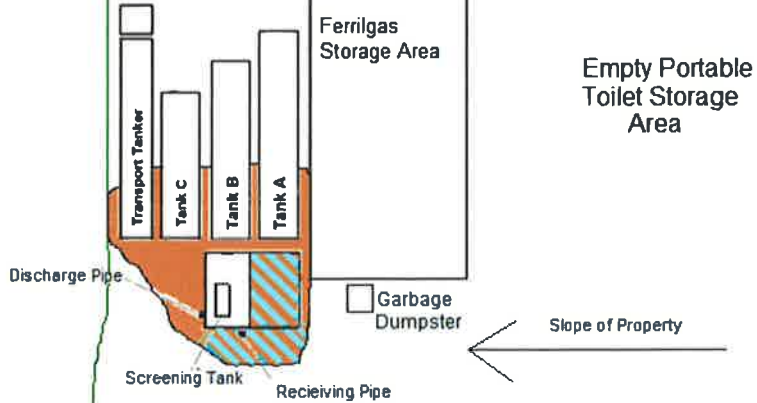 Ferrilgas
Storage Area
Empty Portable
Toilet Storage
Area
Transport Tanker
Tank C
Tank B
Tank A
Discharge Pipe
Garbage
Dumpster
Slope of Property
Screening Tank
Recieiving Pipe